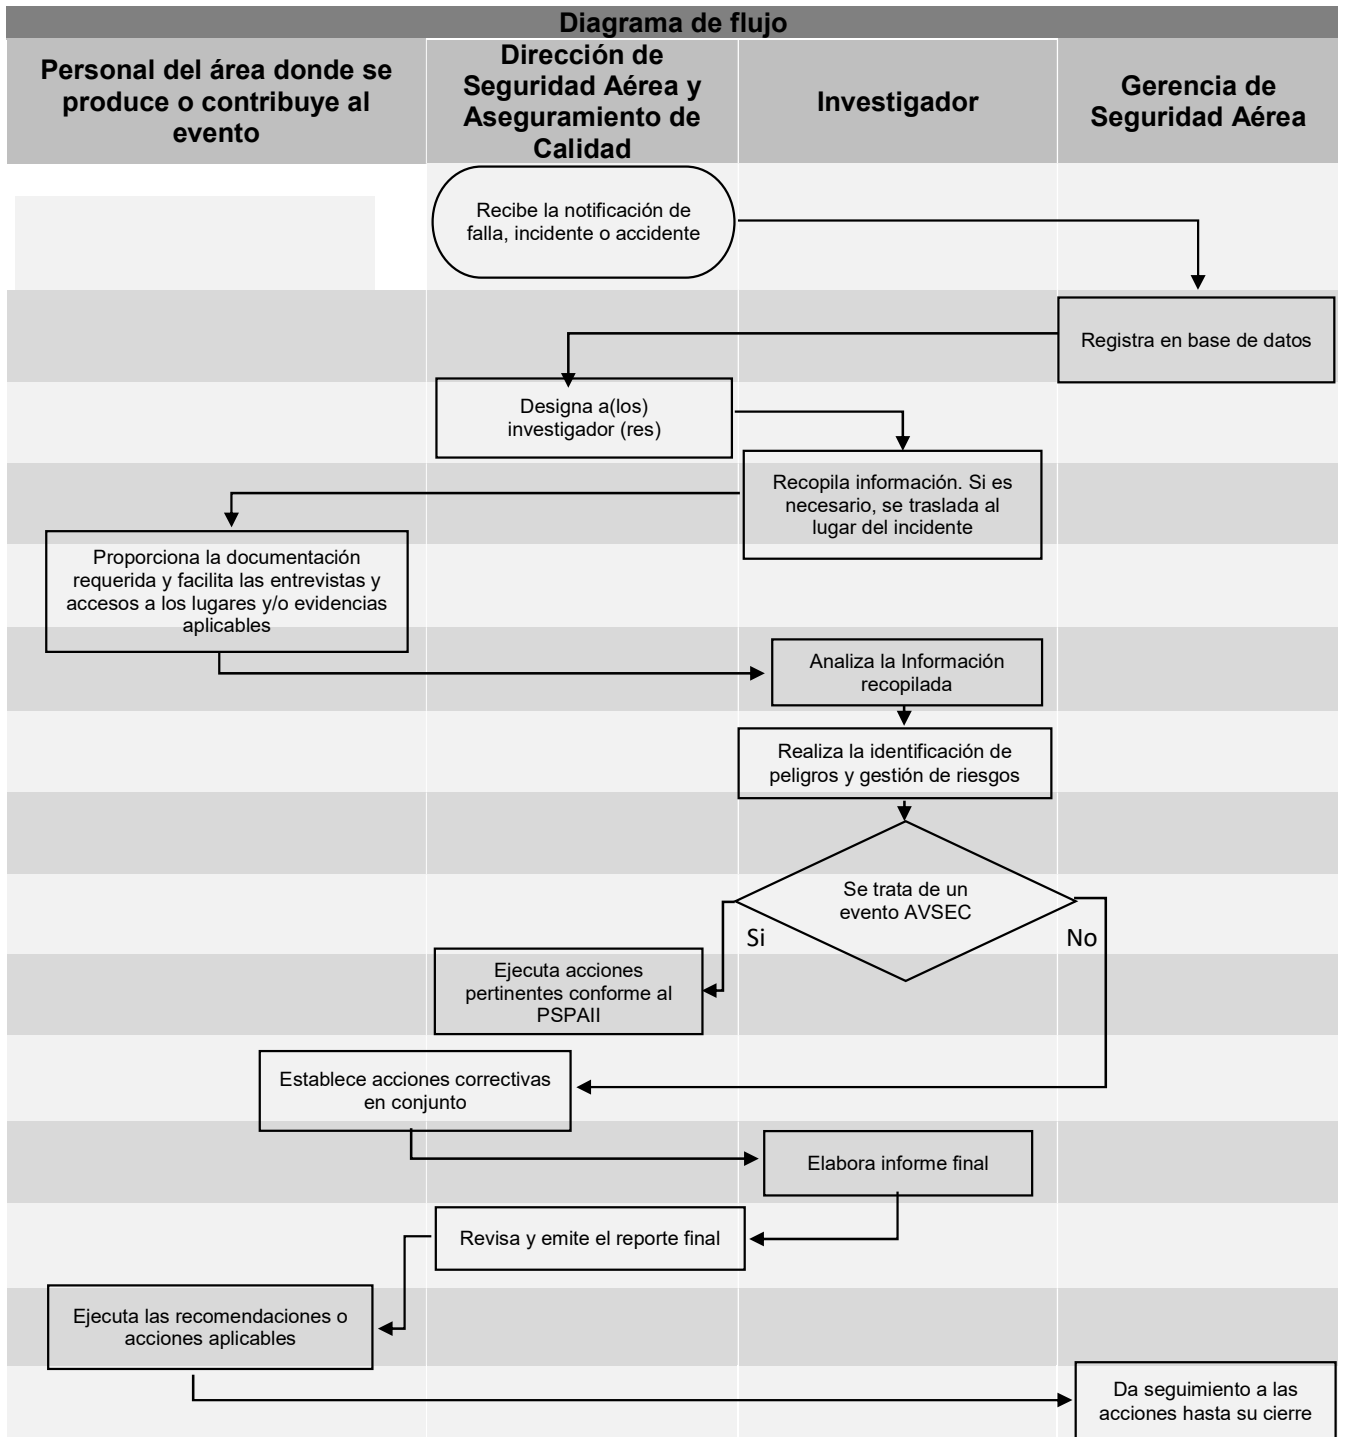 Diagrama de flujo
Personal del área donde se
produce o contribuye al
evento
Dirección de
Seguridad Aérea y
Aseguramiento de
Calidad
Investigador
Gerencia de
Seguridad Aérea
Recibe la notificación de
falla, incidente o accidente
Registra en base de datos
Designa a(los)
investigador (res)
Recopila información. Si es
necesario, se traslada al
lugar del incidente
Proporciona la documentación
requerida y facilita las entrevistas y
accesos a los lugares y/o evidencias
aplicables
Analiza la Información
recopilada
Realiza la identificación de
peligros y gestión de riesgos
Se trata de un
evento AVSEC
Si
No
Ejecuta acciones
pertinentes conforme al
PSPAII
Establece acciones correctivas
en conjunto
Elabora informe final
Revisa y emite el reporte final
Ejecuta las recomendaciones o
acciones aplicables
Da seguimiento a las
acciones hasta su cierre